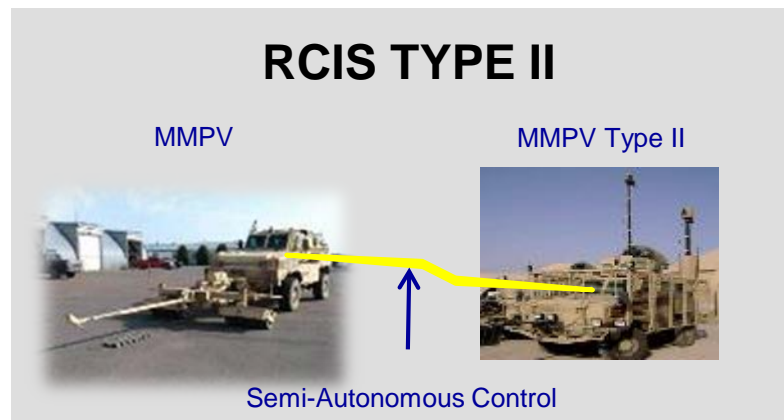 RCIS TYPE II
MMPV
MMPV Type II
Semi-Autonomous Control